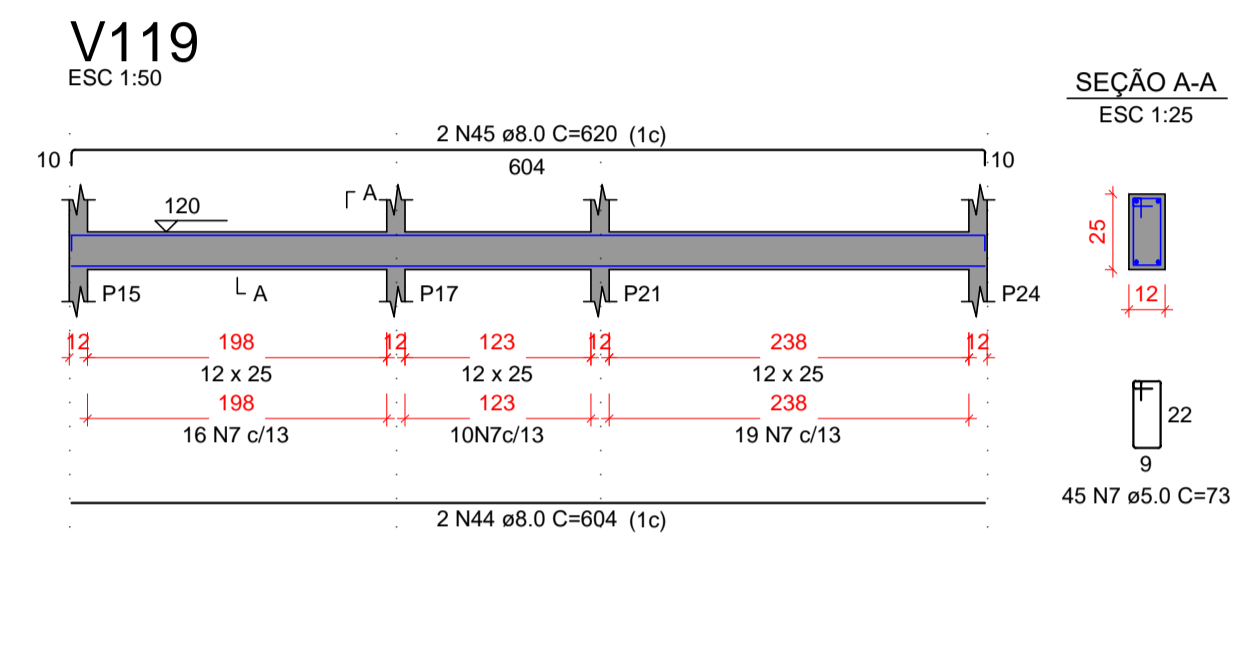 V119
ESC 1:50
SEÇÃO A-A
ESC 1:25
2 N45 ø8.0 C=620 (1c)
10
604
10
A
120
25
A
P15
P17
P21
P24
12
12
198
12
123
12
238
12
12 x 25
12 x 25
12 x 25
198
123
238
22
16 N7 c/13
10N7c/13
19 N7 c/13
9
45 N7 ø5.0 C=73
2 N44 ø8.0 C=604 (1c)